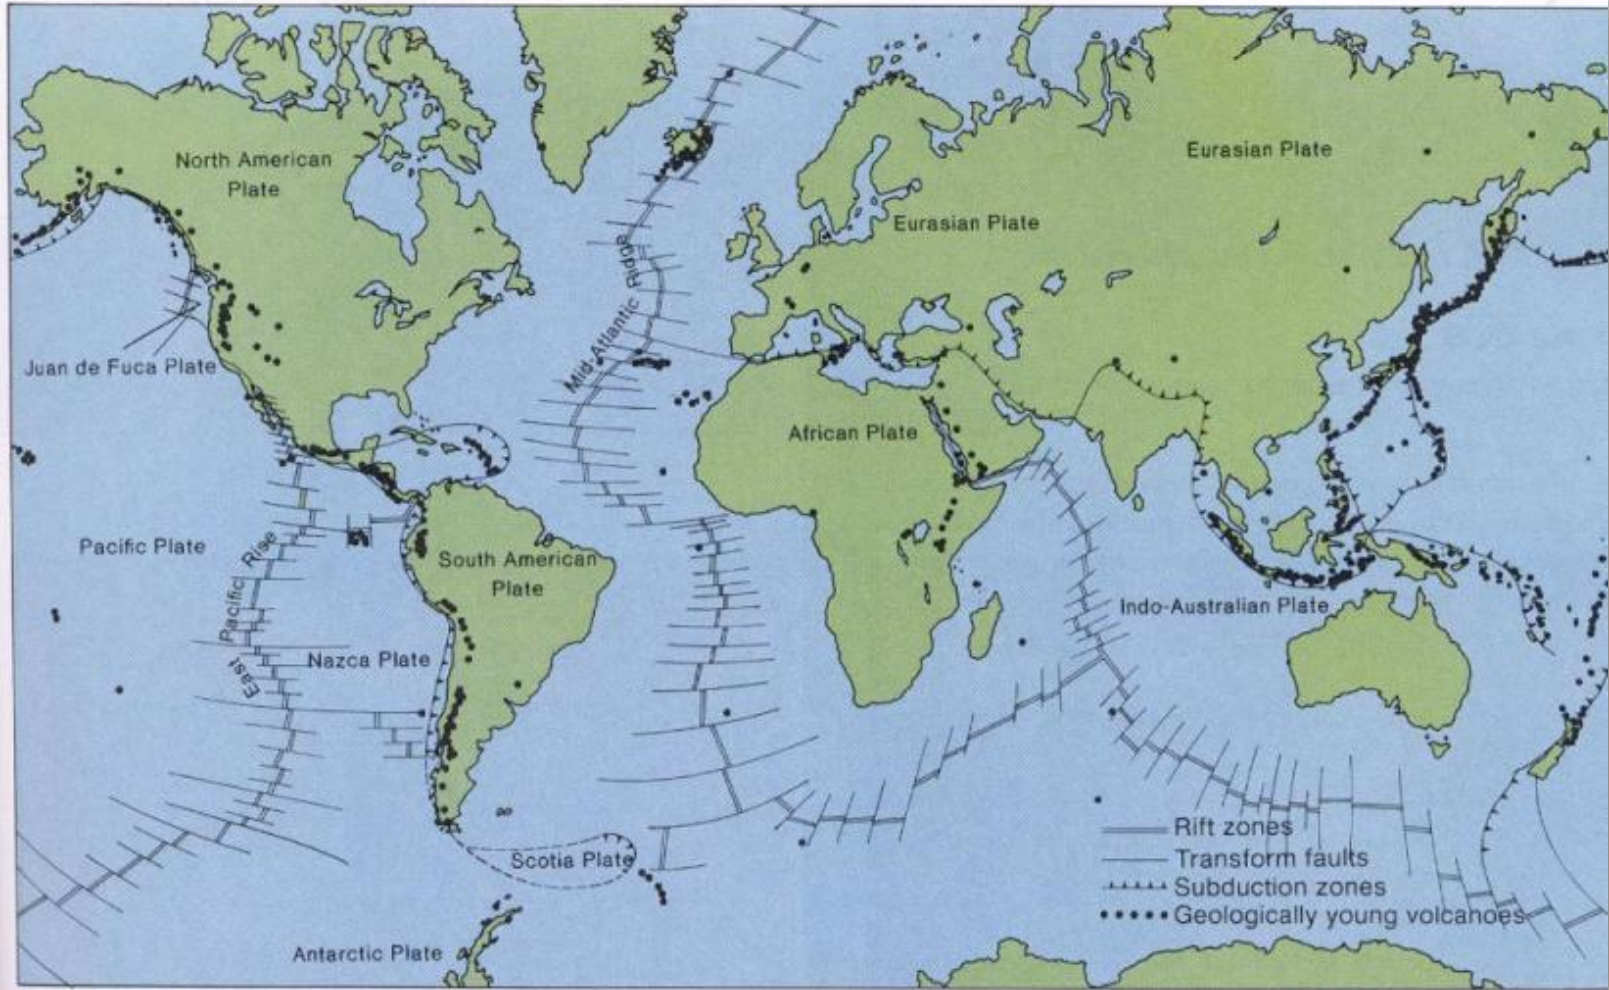 North American
Plate
Eurasian Plate
Eurasian Plate
Mid-Atlantic Ridge
Juan de Fuca Plate
African Plate
Pacific Plate
East Pacific Rise
South American
Plate
Indo-Australian Plate
Nazca Plate
Scotia Plate
Antarctic Plate
Rift zones
Transform faults
Subduction zones
Geologically young volcanoes